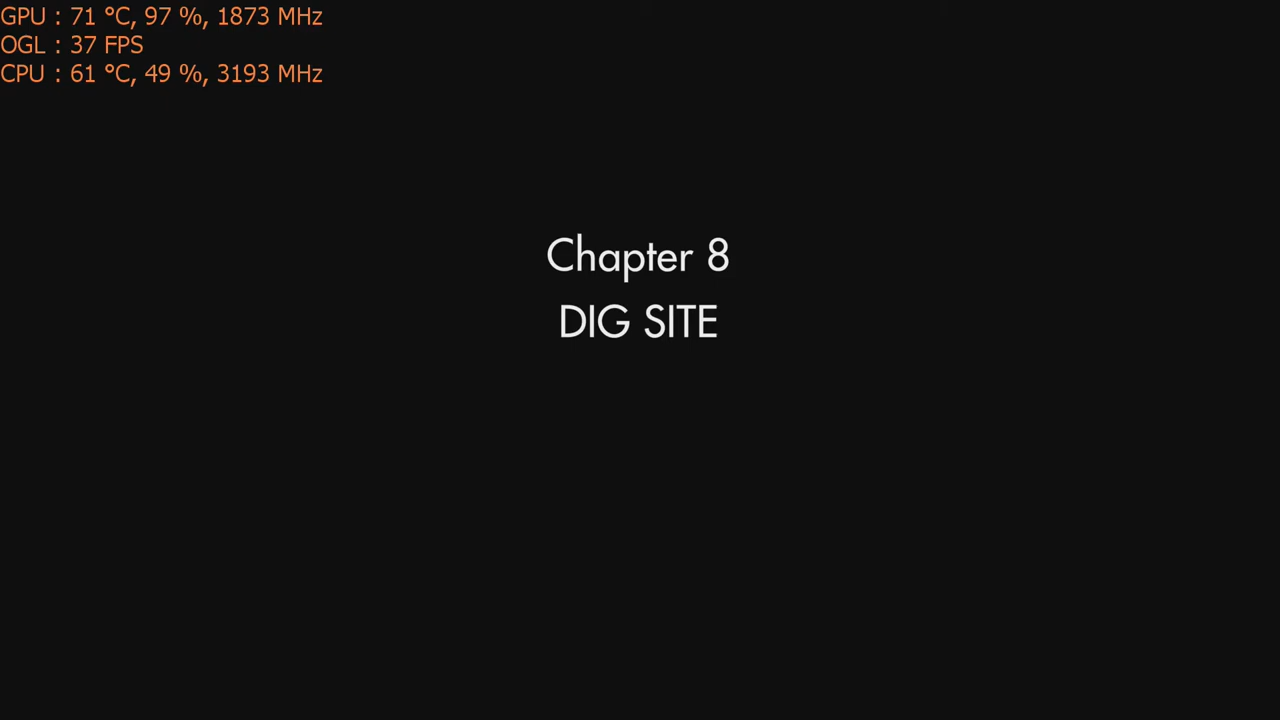 GPU : 71 °C, 97 %, 1873 MHz
OGL : 37 FPS
CPU : 61 °C, 49 %, 3193 MHz
Chapter 8
DIG SITE